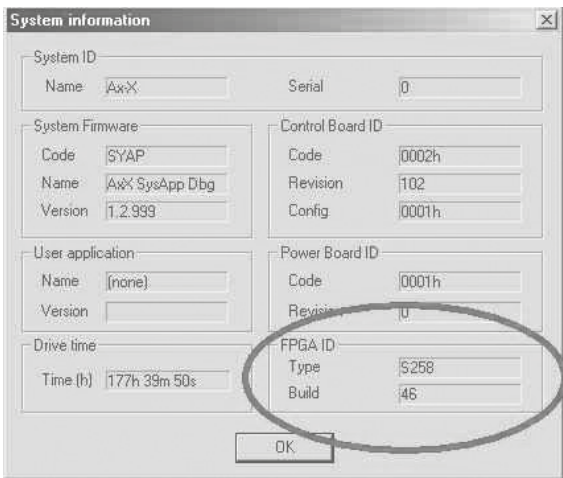 System information
System ID
Name AxX
Serial 0
System Firmware
Code SYAP
Name AxX SysApp Dbg
Version 1.2.999
Control Board ID
Code 0002h
Revision 102
Config 0001h
User application
Name (none)
Version
Power Board ID
Code 0001h
Revision 0
Drive time
Time (h) 177h 39m 50s
FPGA ID
Type S258
Build 46
OK